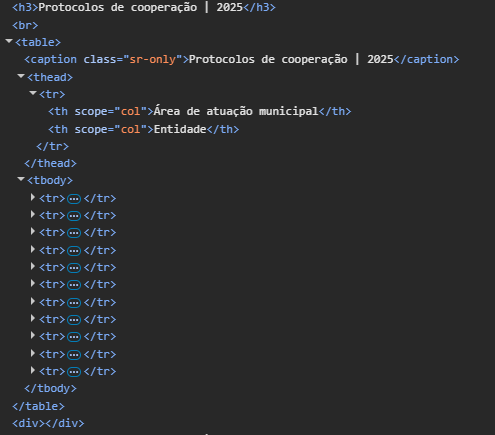 <h3>Protocolos de cooperação | 2025</h3>
<br>
<table>
<caption class="sr-only">Protocolos de cooperação | 2025</caption>
<thead>
<tr>
<th scope="col">Área de atuação municipal</th>
<th scope="col">Entidade</th>
</tr>
</thead>
<tbody>
<tr>…</tr>
<tr>…</tr>
<tr>…</tr>
<tr>…</tr>
<tr>…</tr>
<tr>…</tr>
<tr>…</tr>
<tr>…</tr>
<tr>…</tr>
<tr>…</tr>
<tr>…</tr>
</tbody>
</table>
<div></div>